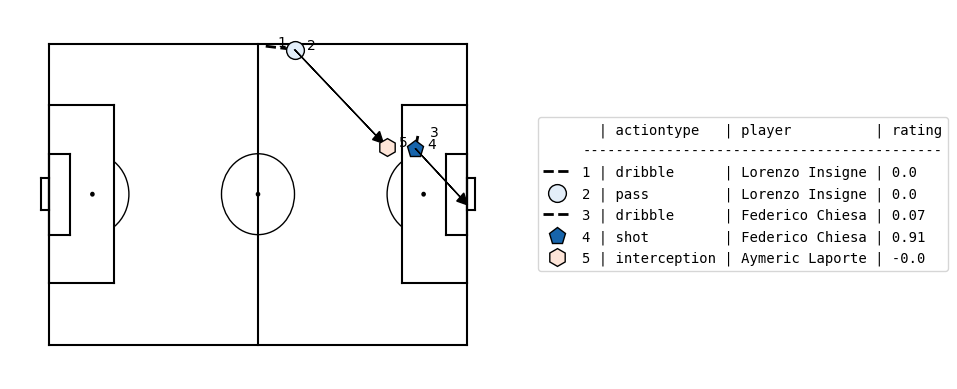 1
2
3
5
4
| actiontype | player | rating
--------------------------------------------
1 | dribble | Lorenzo Insigne | 0.0
2 | pass | Lorenzo Insigne | 0.0
3 | dribble | Federico Chiesa | 0.07
4 | shot | Federico Chiesa | 0.91
5 | interception | Aymeric Laporte | -0.0